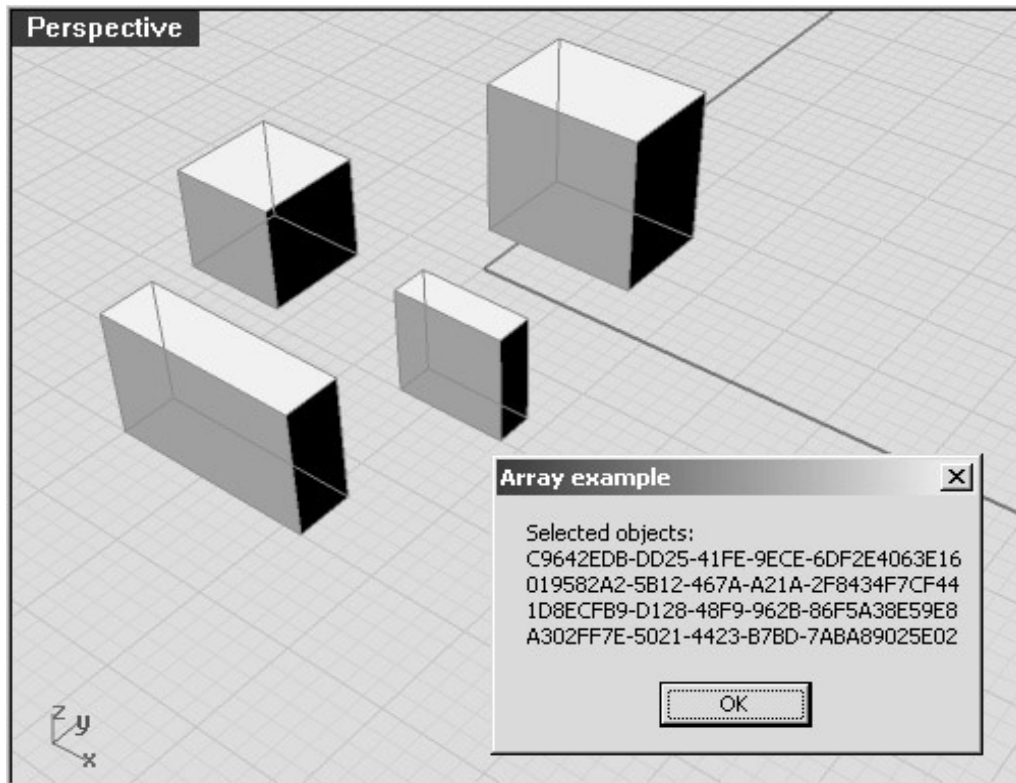 Perspective
Array example
Selected objects:
C9642EDB-DD25-41FE-9ECE-6DF2E4063E16
019582A2-5B12-467A-A21A-2F8434F7CF44
1D8ECFB9-D128-48F9-962B-86F5A38E59E8
A302FF7E-5021-4423-B7BD-7ABA89025E02
OK
z
y
x